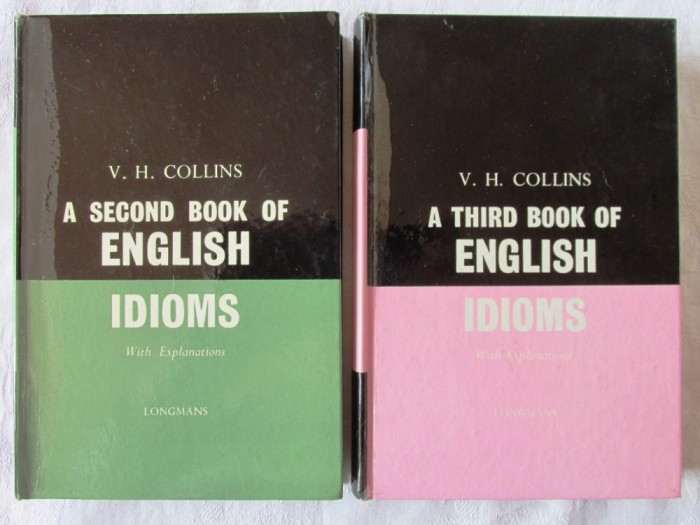 V. H. COLLINS
A SECOND BOOK OF
ENGLISH
IDIOMS
With Explanations
LONGMANS
V. H. COLLINS
A THIRD BOOK OF
ENGLISH
IDIOMS
With Explanations
LONGMANS